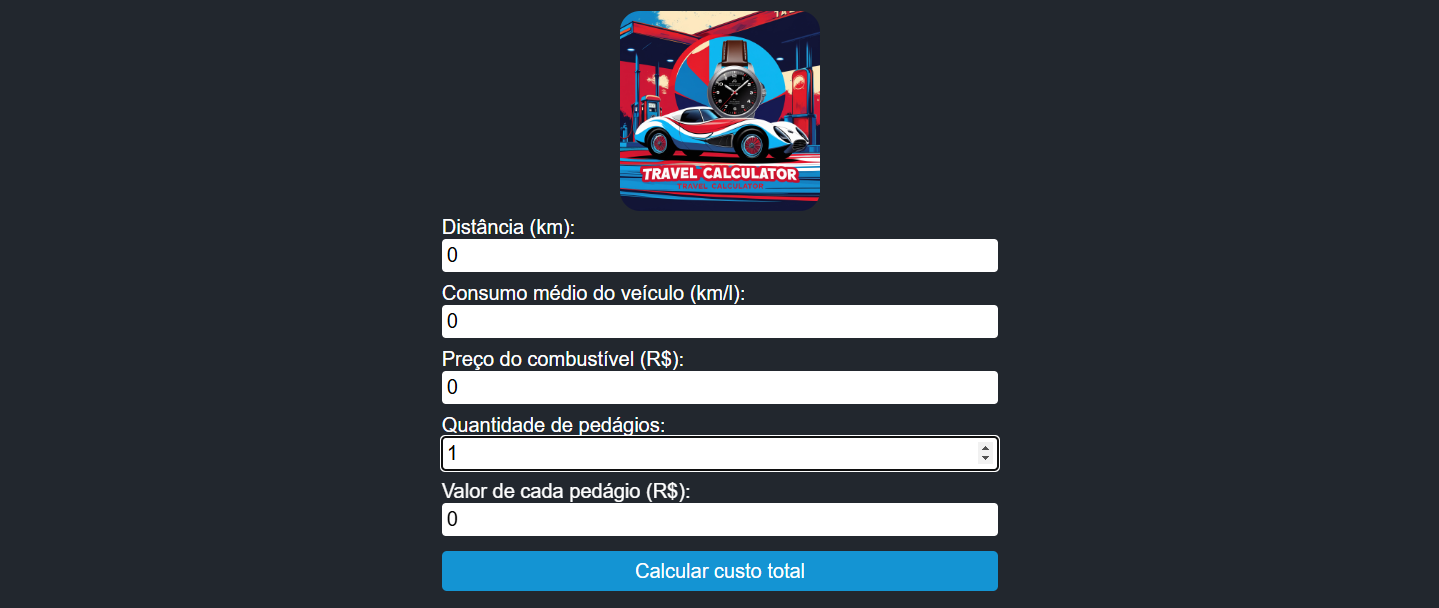 TRAVEL CALCULATOR
TRAVEL CALCULATOR
Distância (km):
0
Consumo médio do veículo (km/l):
0
Preço do combustível (R$):
0
Quantidade de pedágios:
1
Valor de cada pedágio (R$):
0
Calcular custo total